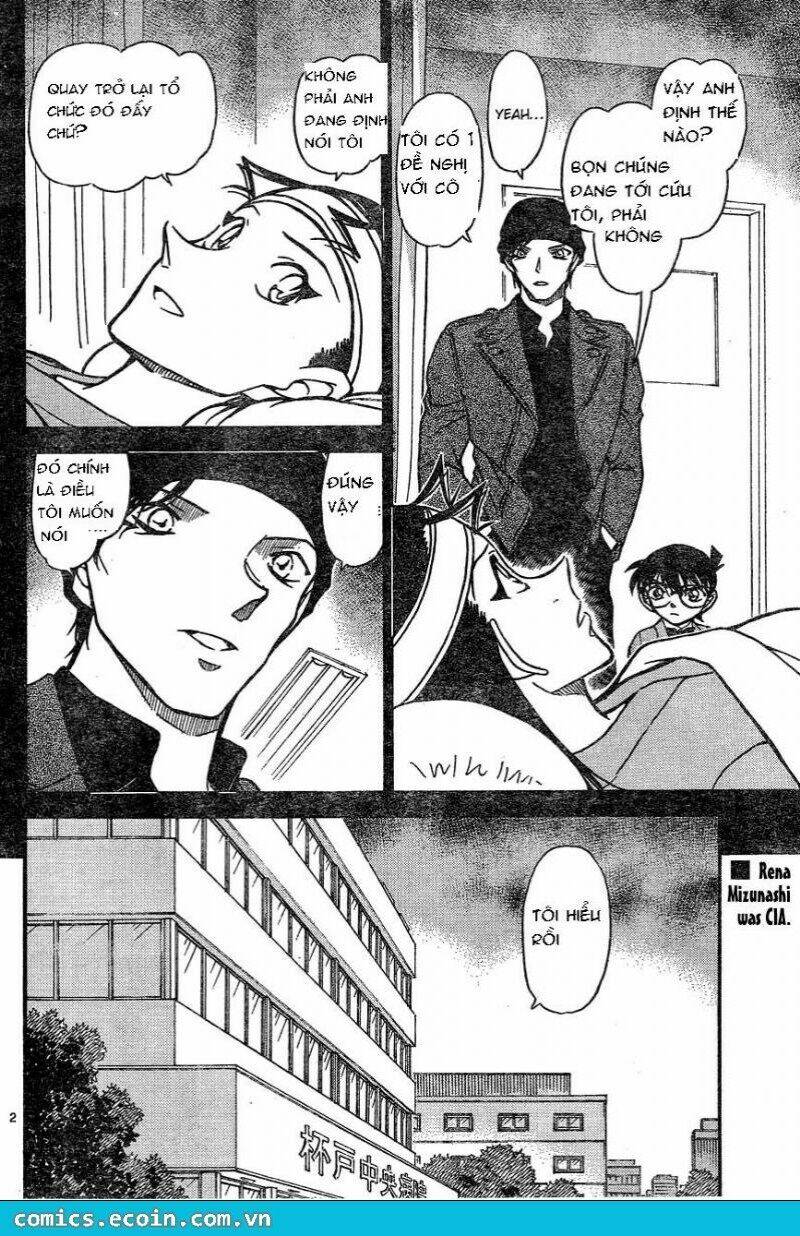 VẬY ANH
ĐỊNH THẾ
NÀO?
BỌN CHÚNG
ĐANG TỚI CỨU
TÔI, PHẢI
KHÔNG
YEAH...
TÔI CÓ 1
ĐỀ NGHỊ
VỚI CÔ
KHÔNG
PHẢI ANH
ĐANG ĐỊNH
NÓI TÔI
QUAY TRỞ LẠI TỔ
CHỨC ĐÓ ĐẤY
CHỨ?
ĐÚNG
VẬY
ĐÓ CHÍNH
LÀ ĐIỀU
TÔI MUỐN
NÓI
....
TÔI HIỂU
RỒI
Rena
Mizunashi
was CIA.
杯戸中央病院
2
comics.ecoin.com.vn